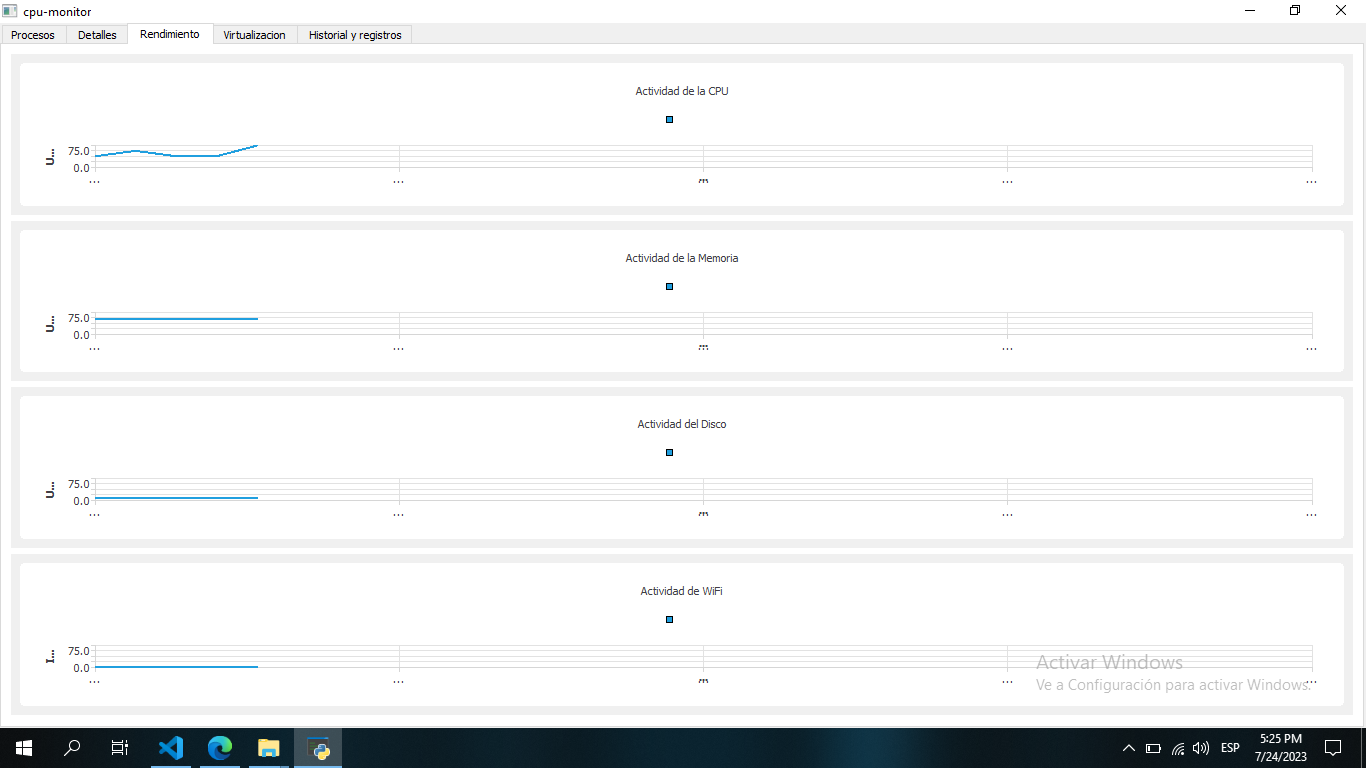 cpu-monitor
Procesos Detalles Rendimiento Virtualizacion Historial y registros
Actividad de la CPU
U...
75.0
0.0
... ... ... ...
Actividad de la Memoria
U...
75.0
0.0
... ... ... ... ...
Actividad del Disco
U...
75.0
0.0
... ... ... ...
Actividad de WiFi
I...
75.0
0.0
... ... ... ...
Activar Windows
Ve a Configuración para activar Windows.
ESP
5:25 PM
7/24/2023